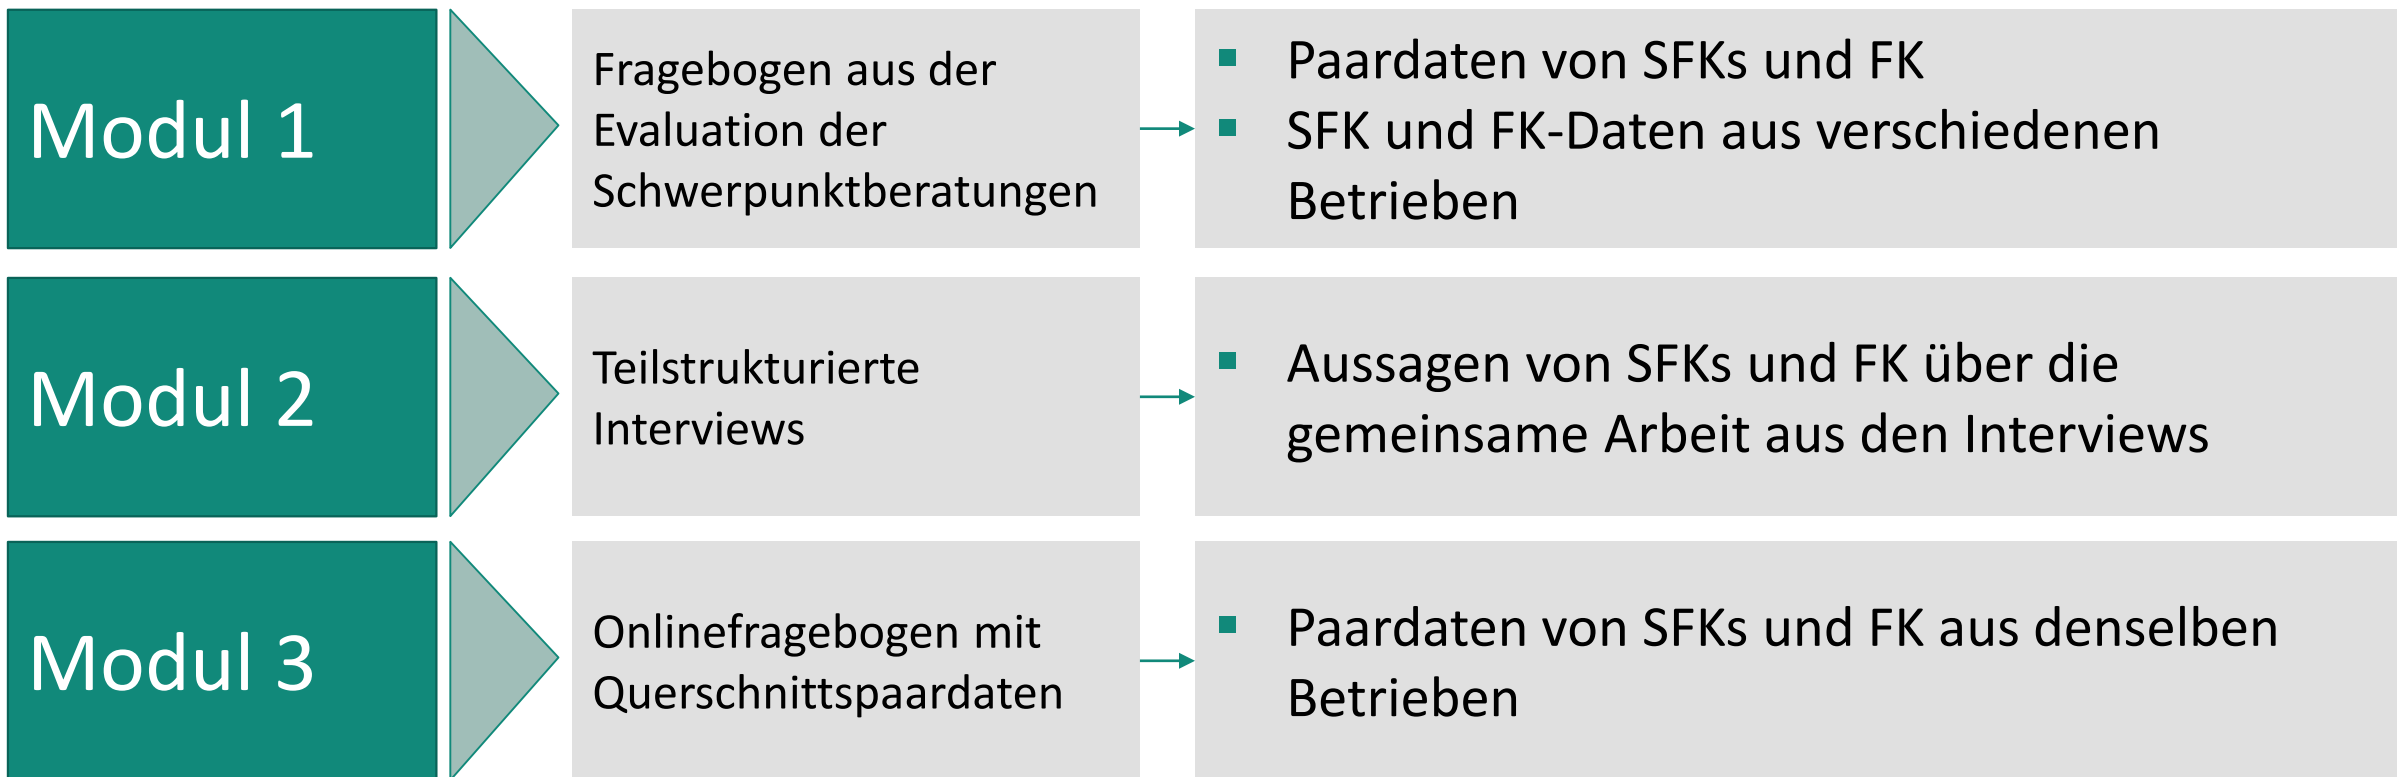 Modul 1
Fragebogen aus der
Evaluation der
Schwerpunktberatungen
Paardaten von SFKs und FK
SFK und FK-Daten aus verschiedenen
Betrieben
Modul 2
Teilstrukturierte
Interviews
Aussagen von SFKs und FK über die
gemeinsame Arbeit aus den Interviews
Modul 3
Onlinefragebogen mit
Querschnittspaardaten
Paardaten von SFKs und FK aus denselben
Betrieben